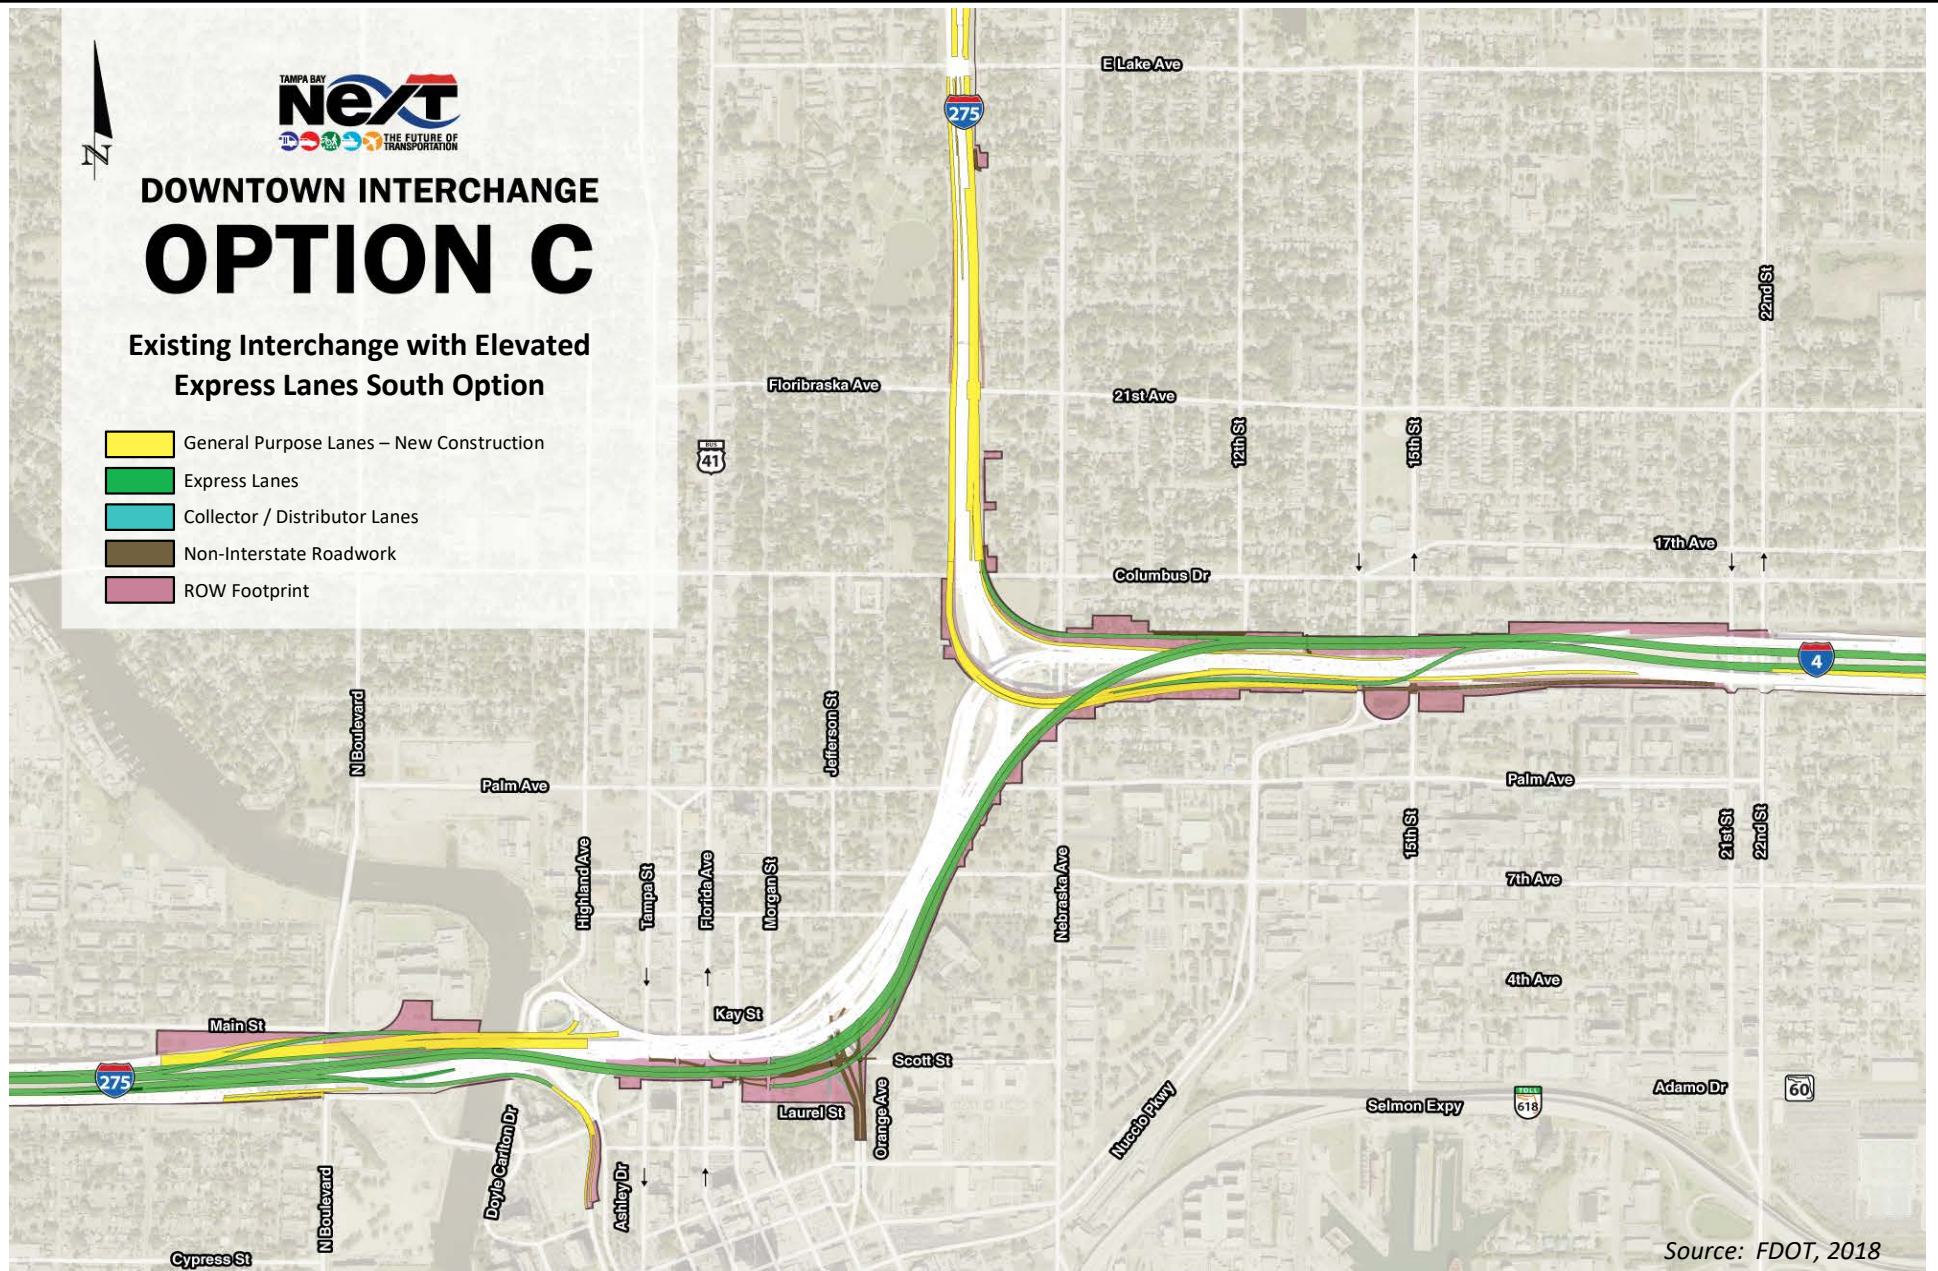 TAMPA BAY
NexT
THE FUTURE OF
TRANSPORTATION
N
DOWNTOWN INTERCHANGE
OPTION C
Existing Interchange with Elevated
Express Lanes South Option
General Purpose Lanes – New Construction
Express Lanes
Collector / Distributor Lanes
Non-Interstate Roadwork
ROW Footprint
E Lake Ave
275
22nd St
Floribraska Ave
21st Ave
BUS
41
12th St
15th St
17th Ave
Columbus Dr
4
N Boulevard
Jefferson St
Palm Ave
Palm Ave
Highland Ave
Tampa St
Florida Ave
Morgan St
Nebraska Ave
15th St
21st St
22nd St
7th Ave
4th Ave
Main St
Kay St
275
Scott St
Laurel St
Orange Ave
Doyle Carlton Dr
Nuccio Pkwy
Selmon Expy
TOLL
618
Adamo Dr
60
N Boulevard
Ashley Dr
Cypress St
Source: FDOT, 2018